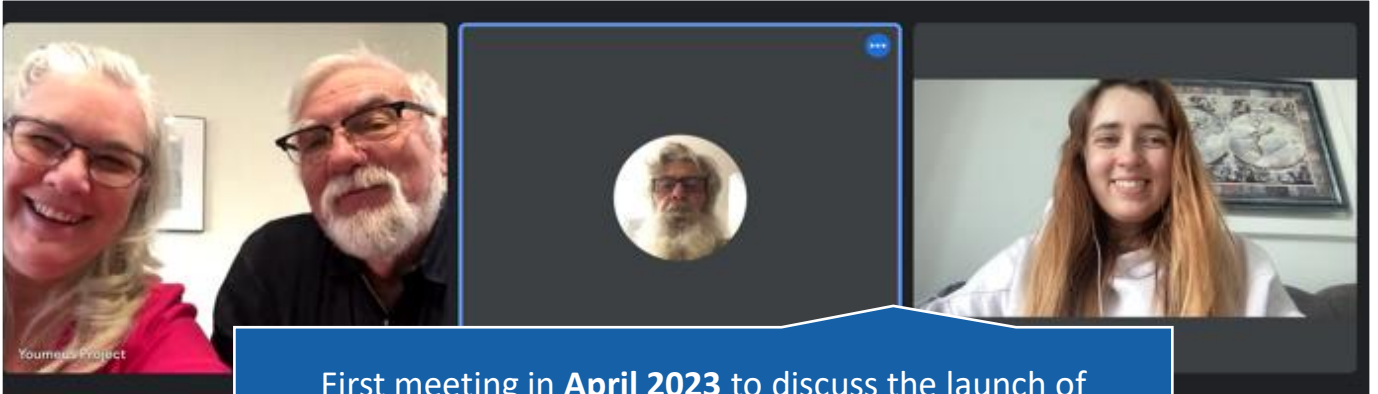 Youmeus Project
First meeting in April 2023 to discuss the launch of